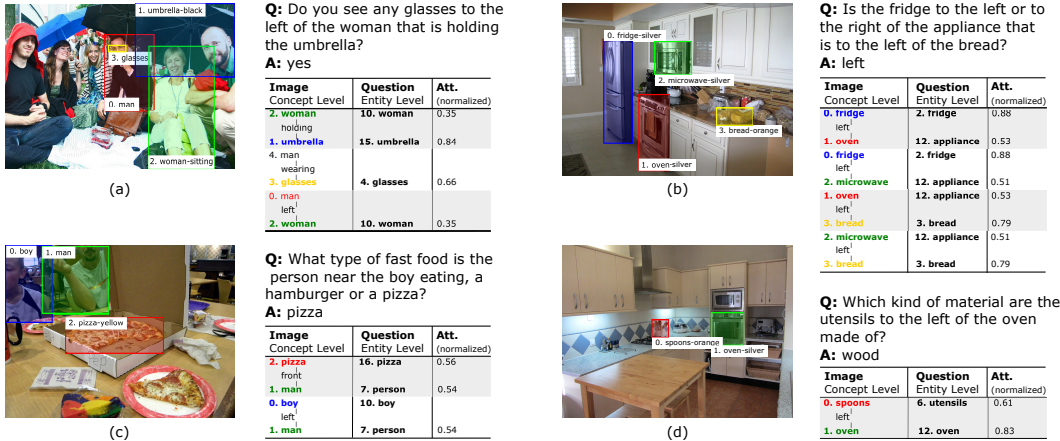 1. umbrella-black
3. glasses
0. man
2. woman-sitting
(a)
Q: Do you see any glasses to the
left of the woman that is holding
the umbrella?
A: yes
Image Question Att.
Concept Level Entity Level (normalized)
2. woman 10. woman 0.35
holding
1. umbrella 15. umbrella 0.84
4. man
wearing
3. glasses 4. glasses 0.66
0. man
left
2. woman 10. woman 0.35
0. fridge-silver
2. microwave-silver
3. bread-orange
1. oven-silver
(b)
Q: Is the fridge to the left or to
the right of the appliance that
is to the left of the bread?
A: left
Image Question Att.
Concept Level Entity Level (normalized)
0. fridge 2. fridge 0.88
left
1. oven 12. appliance 0.53
0. fridge 2. fridge 0.88
left
2. microwave 12. appliance 0.51
1. oven 12. appliance 0.53
left
3. bread 3. bread 0.79
2. microwave 12. appliance 0.51
left
3. bread 3. bread 0.79
0. boy
1. man
2. pizza-yellow
(c)
Q: What type of fast food is the
person near the boy eating, a
hamburger or a pizza?
A: pizza
Image Question Att.
Concept Level Entity Level (normalized)
2. pizza 16. pizza 0.56
front
1. man 7. person 0.54
0. boy 10. boy
left
1. man 7. person 0.54
0. spoons-orange
1. oven-silver
(d)
Q: Which kind of material are the
utensils to the left of the oven
made of?
A: wood
Image Question Att.
Concept Level Entity Level (normalized)
0. spoons 6. utensils 0.61
left
1. oven 12. oven 0.83